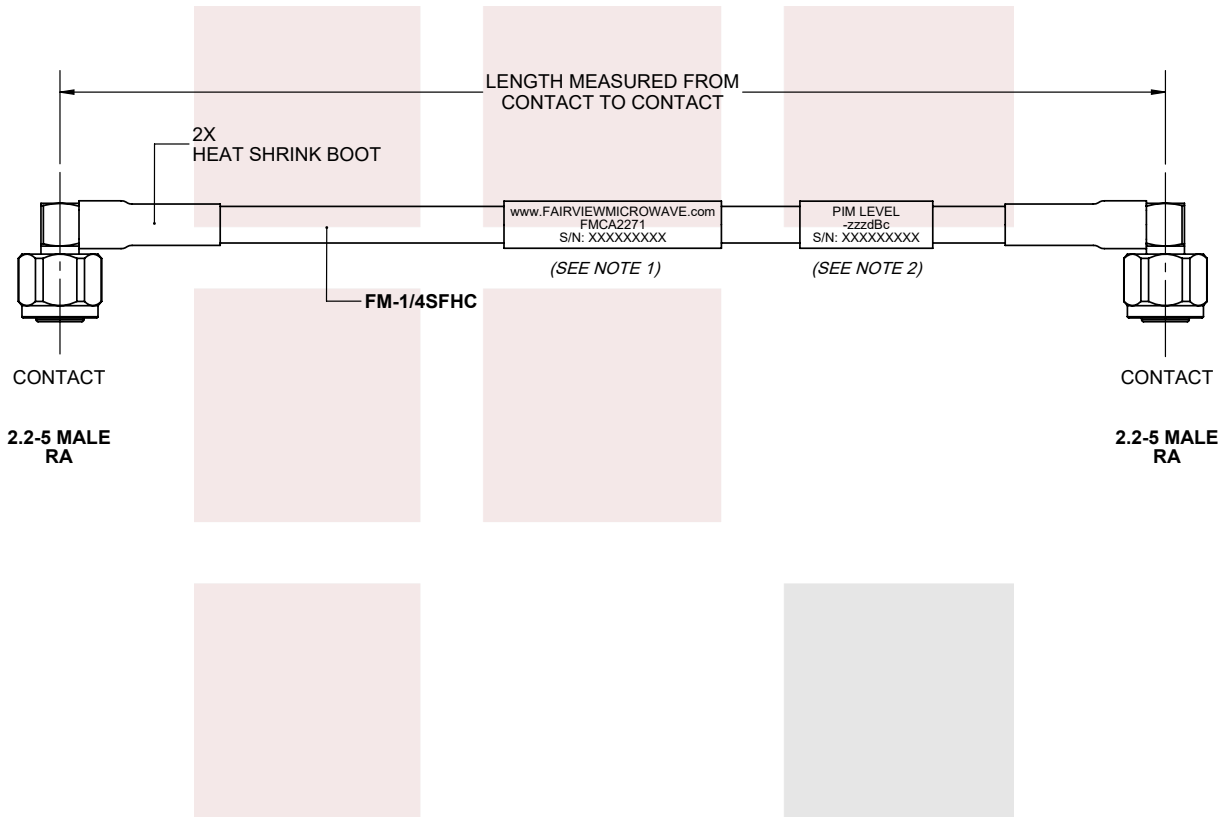 LENGTH MEASURED FROM
CONTACT TO CONTACT
2X
HEAT SHRINK BOOT
www.FAIRVIEWMICROWAVE.com
FMCA2271
S/N: XXXXXXXXX
PIM LEVEL
-zzzdBc
S/N: XXXXXXXXX
(SEE NOTE 1)
(SEE NOTE 2)
FM-1/4SFHC
CONTACT
2.2-5 MALE
RA
CONTACT
2.2-5 MALE
RA